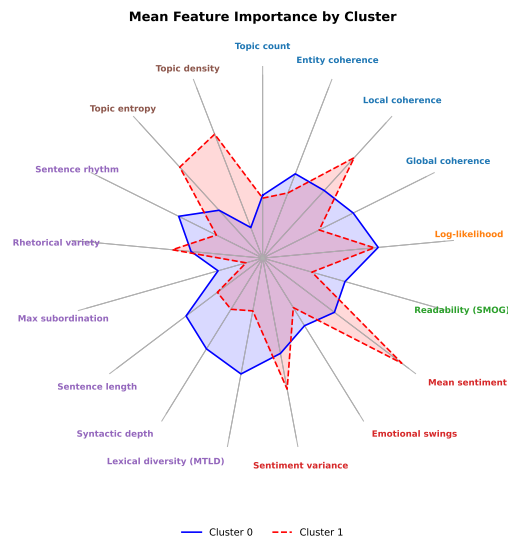 Mean Feature Importance by Cluster
Topic count
Entity coherence
Topic density
Local coherence
Topic entropy
Global coherence
Sentence rhythm
Log-likelihood
Rhetorical variety
Readability (SMOG)
Max subordination
Mean sentiment
Sentence length
Emotional swings
Syntactic depth
Lexical diversity (MTLD)
Sentiment variance
Cluster 0
Cluster 1